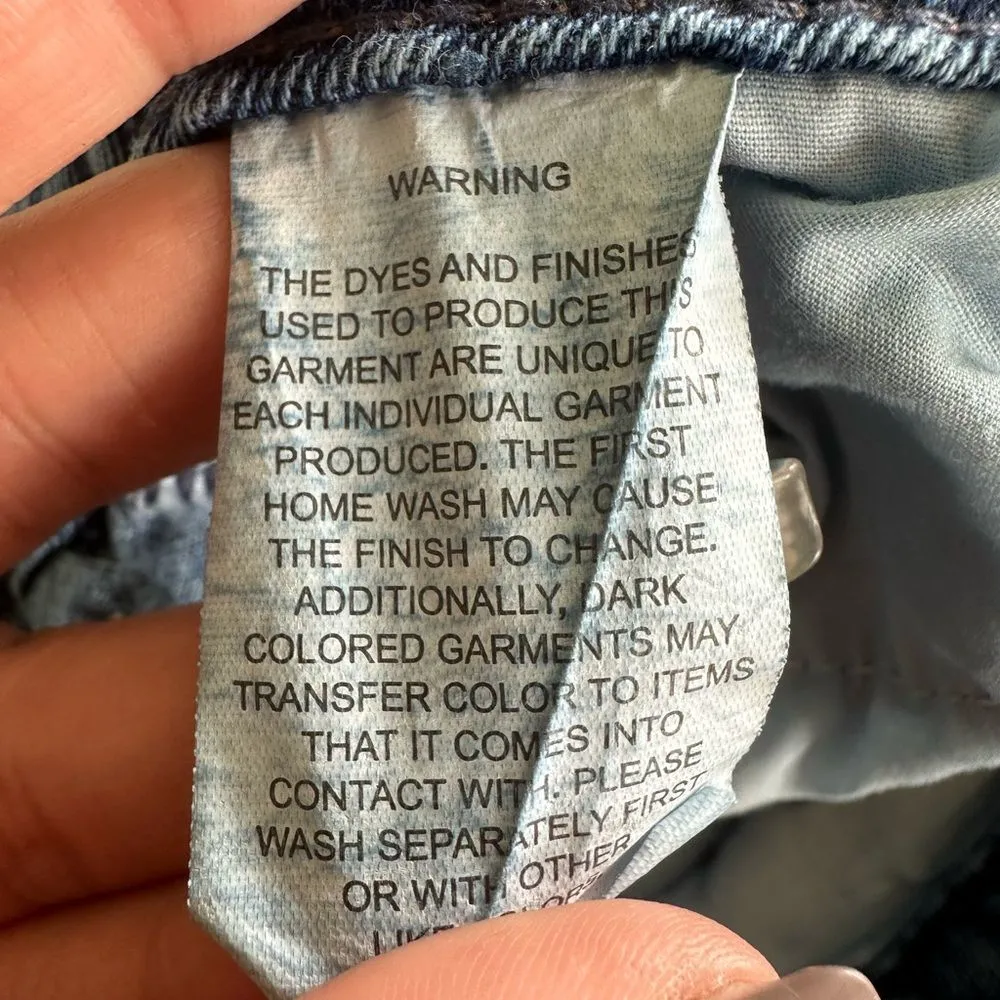 WARNING
THE DYES AND FINISHES
USED TO PRODUCE THIS
GARMENT ARE UNIQUE TO
EACH INDIVIDUAL GARMENT
PRODUCED. THE FIRST
HOME WASH MAY CAUSE
THE FINISH TO CHANGE.
ADDITIONALLY, DARK
COLORED GARMENTS MAY
TRANSFER COLOR TO ITEMS
THAT IT COMES INTO
CONTACT WITH. PLEASE
WASH SEPARATELY FIRST
OR WITH OTHER
LIKE